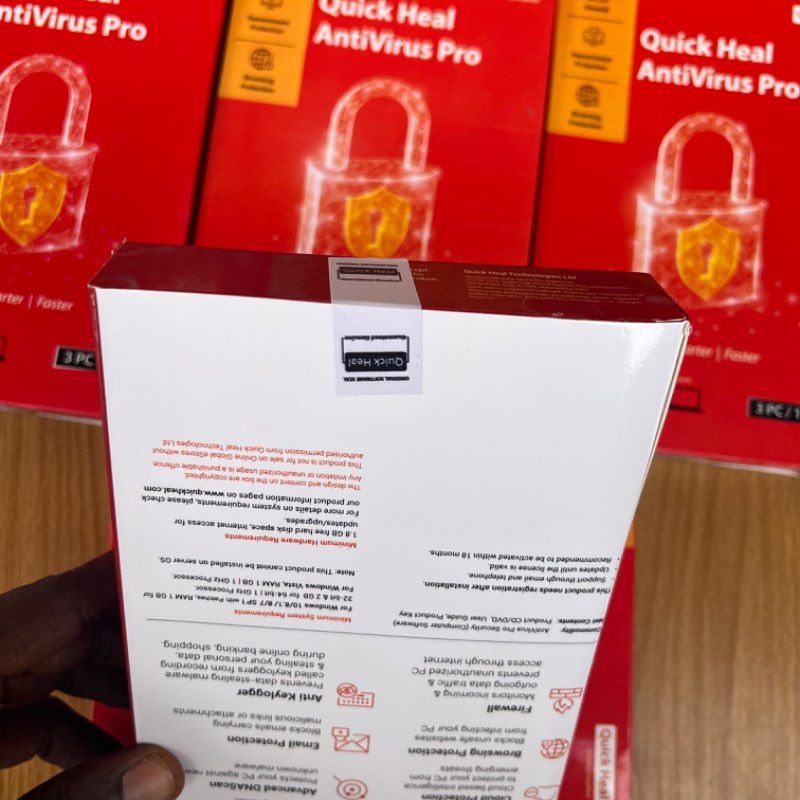 ntiVirus Pro
arter | Faster
3 PC
Quick Heal
AntiVirus Pro
Quick Heal
AntiVirus Pro
arter | Faster
3 PC / 1
Quick Heal Technologies Ltd
Quick Heal
Guaranteed Genuine
Quick Heal
ORIGINAL SOFTWARE SEAL
Advanced DNAScan
Protects your PC against new
unknown malware
Email Protection
Blocks emails carrying
malicious links or attachments
Anti Keylogger
Prevents data-stealing malware
called keyloggers from recording
& stealing your personal data,
during online banking, shopping.
Cloud Protection
Cloud based intelligence
to protect your PC from
emerging threats
Browsing Protection
Blocks unsafe websites
from infecting your PC
Firewall
Monitors incoming &
outgoing data traffic &
prevents unauthorized PC
access through internet
Minimum System Requirements
For Windows 10/8.1/8/7 SP1 with Patches, RAM 1 GB for
32-bit & 2 GB for 64-bit | 1 GHz Processor.
For Windows Vista, RAM 1 GB | 1 GHz Processor.
Note: This product cannot be installed on server OS.
Minimum Hardware Requirements
1.8 GB free hard disk space, Internet access for
updates/upgrades.
For more details on system requirements, please check
our product information pages on www.quickheal.com
The design and content on the box are copyrighted.
Any imitation or unauthorized usage is a punishable offence.
This product is not for sale on Online Global eStores without
authorised permission from Quick Heal Technologies Ltd
Commodity: AntiVirus Pro Security (Computer Software)
Net Contents: Product CD/DVD, User Guide, Product Key
This product needs registration after installation.
• Support through email and telephone.
• Updates until the license is valid.
• Recommended to be activated within 18 months.
Quick Heal